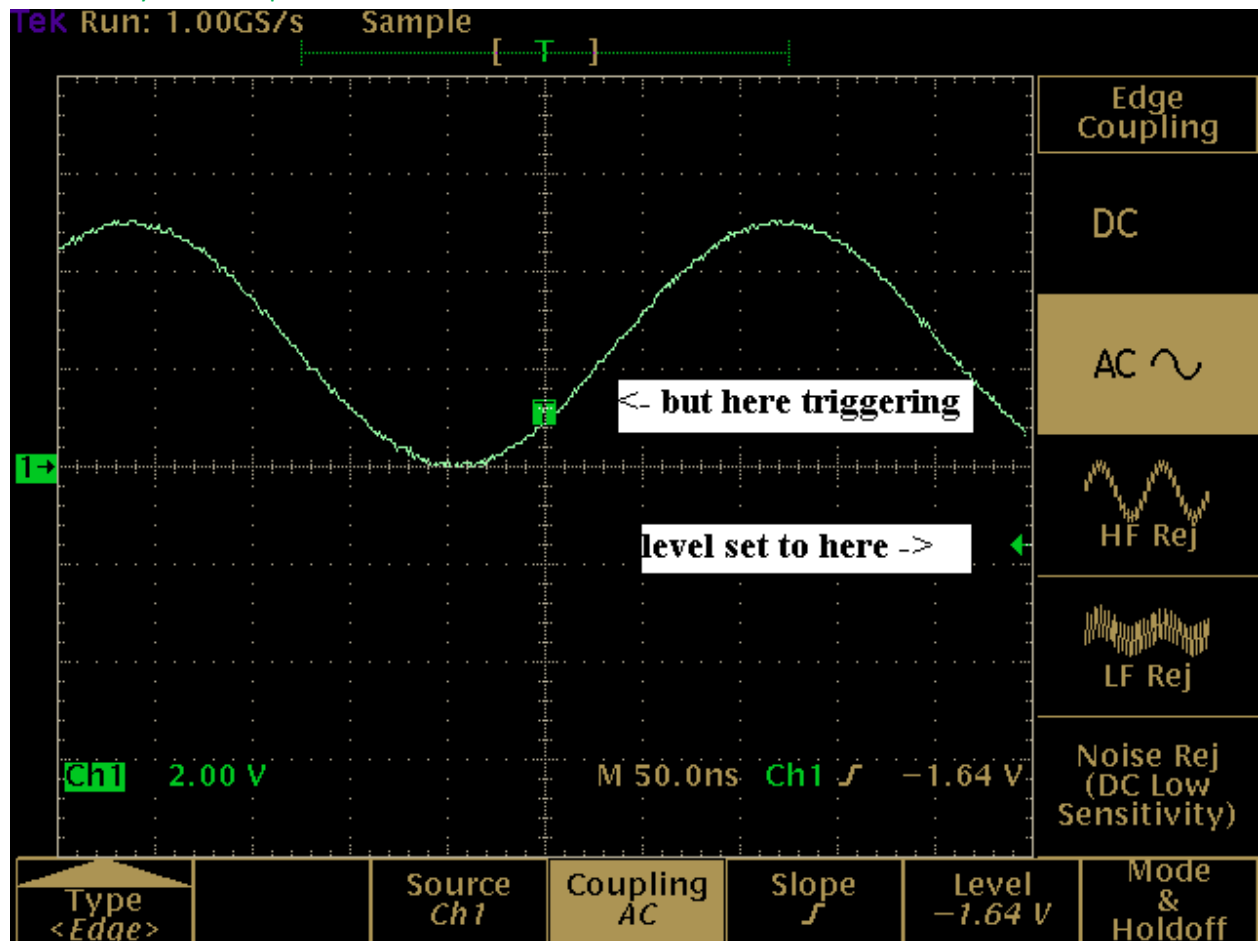 Tek Run: 1.00GS/s Sample
[ T ]
Edge
Coupling
DC
AC
<- but here triggering
T
1→
level set to here ->
HF Rej
LF Rej
Noise Rej
(DC Low
Sensitivity)
Ch1 2.00 V M 50.0ns Ch1 −1.64 V
Type
<Edge>
Source
Ch1
Coupling
AC
Slope
Level
−1.64 V
Mode
&
Holdoff